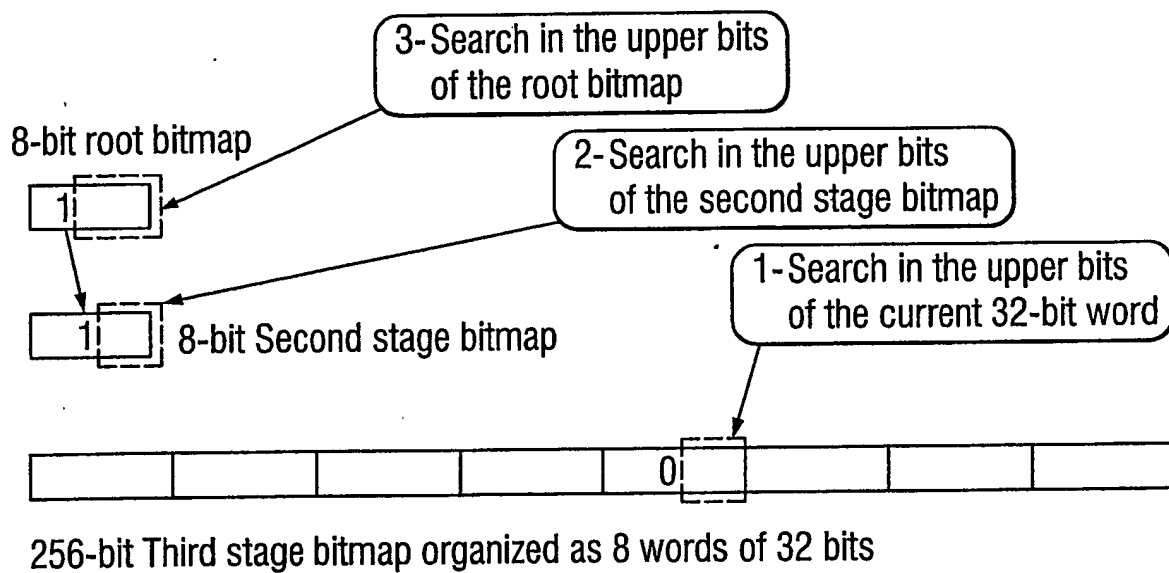 3-Search in the upper bits
of the root bitmap
8-bit root bitmap
2-Search in the upper bits
of the second stage bitmap
1
1-Search in the upper bits
of the current 32-bit word
1
8-bit Second stage bitmap
0
256-bit Third stage bitmap organized as 8 words of 32 bits